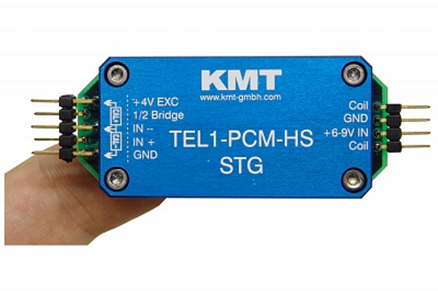 KMT
www.kmt-gmbh.com
+4V EXC
1/2 Bridge
IN --
IN +
GND
TEL1-PCM-HS
STG
Coil
GND
+6-9V IN
Coil